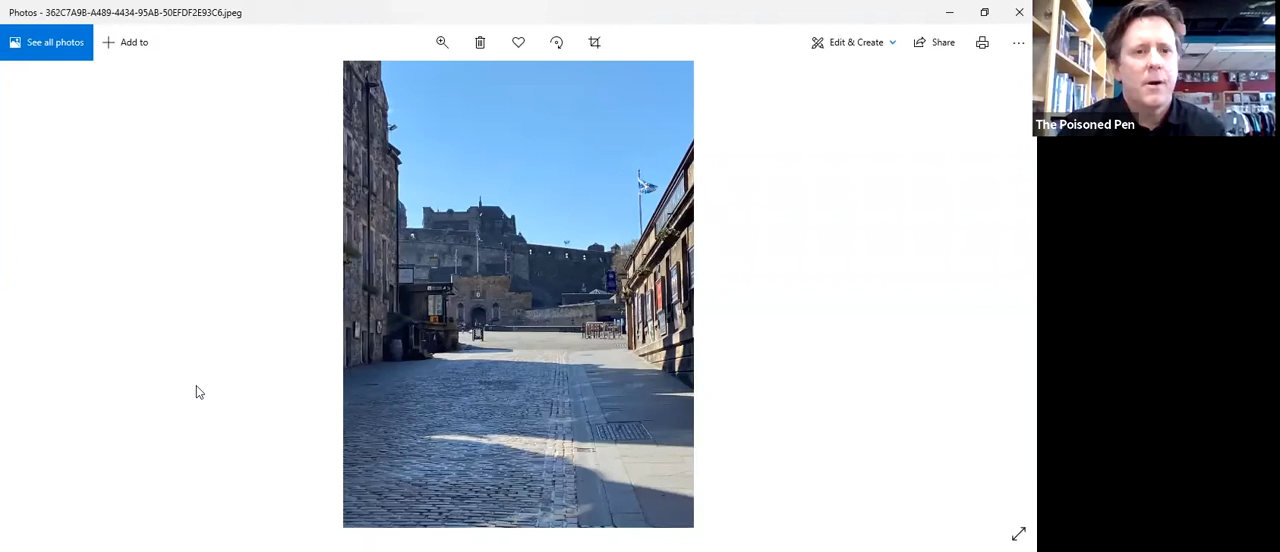 Photos - 362C7A9B-A489-4434-95AB-50EFDF2E93C6.jpeg
See all photos
Add to
Edit & Create
Share
The Poisoned Pen